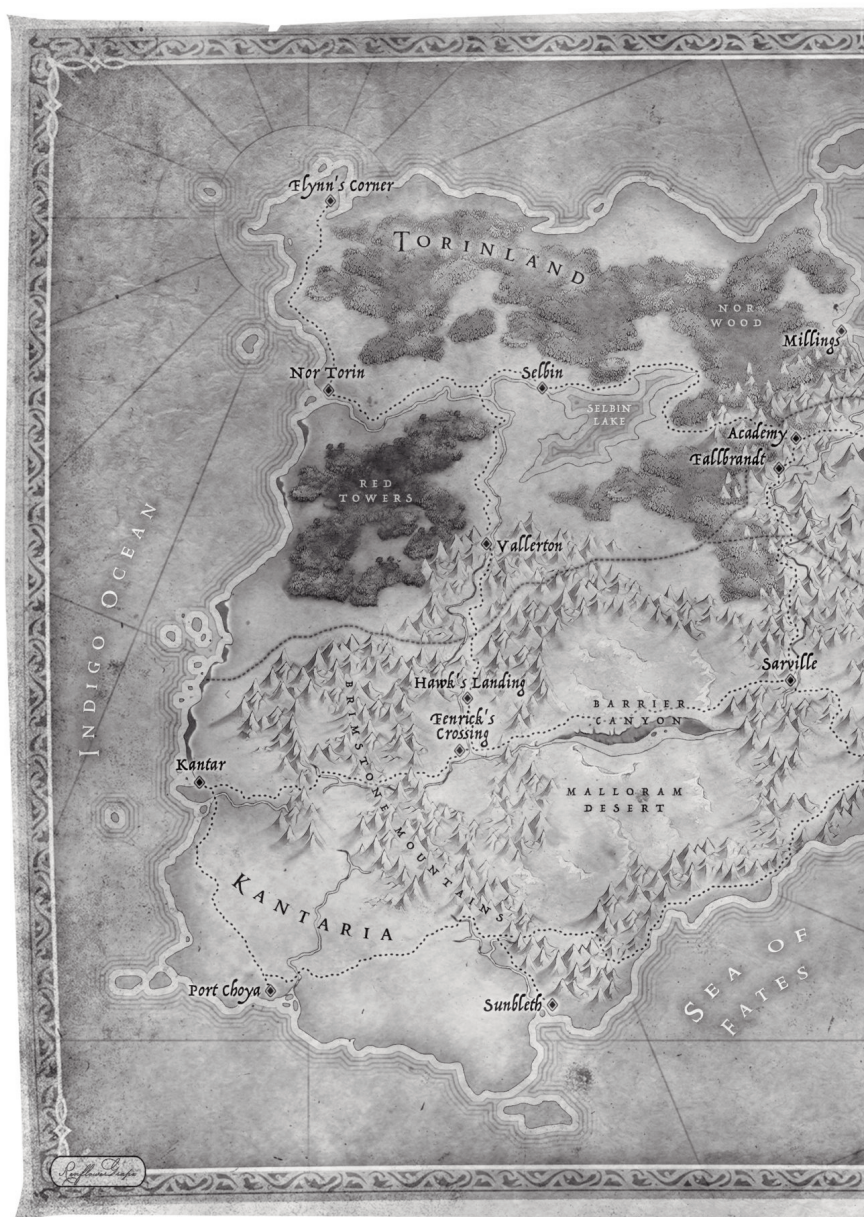 Flynn's Corner
TORINLAND
NOR
WOOD
Millings
Nor Torin
Selbin
SELBIN
LAKE
Academy
Fallbrandt
RED
TOWERS
Vallerton
INDIGO OCEAN
Sarville
Hawk's Landing
BARRIER
CANYON
Fenrick's
Crossing
BRIMSTONE MOUNTAINS
Kantar
MALLORAM
DESERT
KANTARIA
SEA OF
FATES
Port Choya
Sunbleth